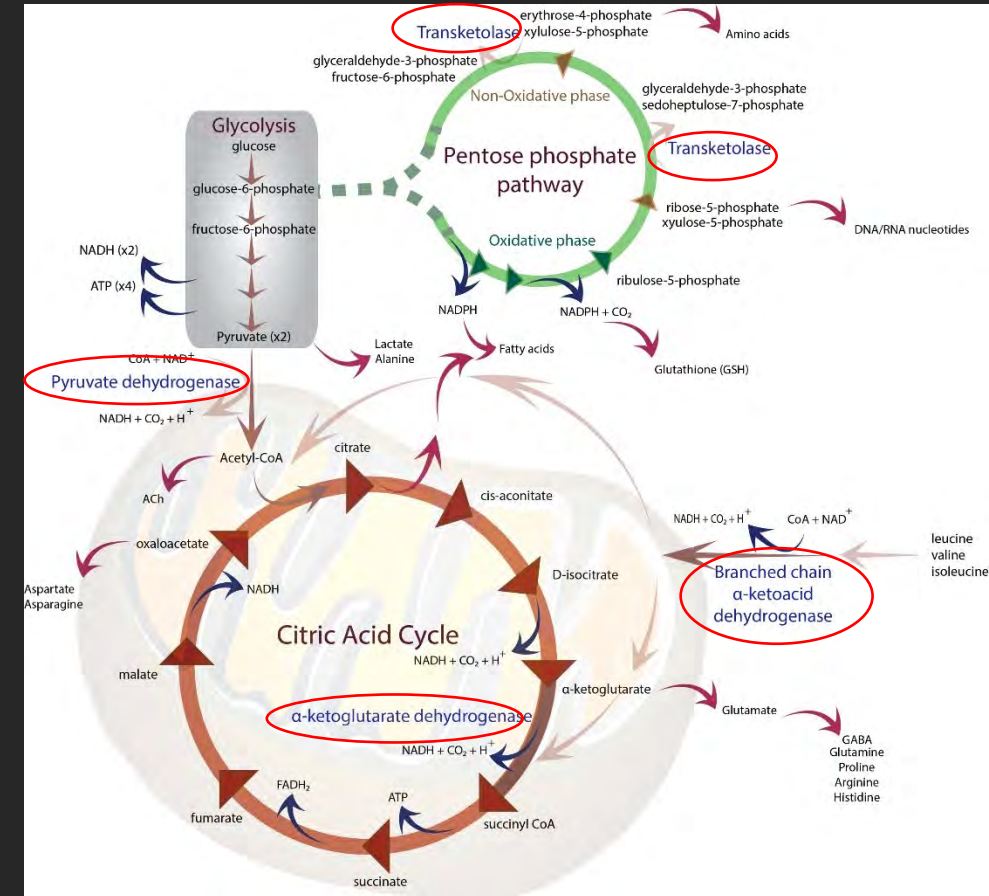 erythrose-4-phosphate
xylulose-5-phosphate
Amino acids
Transketolase
glyceraldehyde-3-phosphate
fructose-6-phosphate
Non-Oxidative phase
glyceraldehyde-3-phosphate
sedoheptulose-7-phosphate
Transketolase
Pentose phosphate
pathway
ribose-5-phosphate
xyulose-5-phosphate
DNA/RNA nucleotides
Oxidative phase
ribulose-5-phosphate
NADPH
NADPH + CO₂
Fatty acids
Glutathione (GSH)
Glycolysis
glucose
glucose-6-phosphate
fructose-6-phosphate
NADH (x2)
ATP (x4)
Pyruvate (x2)
Lactate
Alanine
CoA + NAD⁺
Pyruvate dehydrogenase
NADH + CO₂ + H⁺
Acetyl-CoA
ACh
citrate
cis-aconitate
oxaloacetate
Aspartate
Asparagine
NADH
D-isocitrate
NADH + CO₂ + H⁺
CoA + NAD⁺
leucine
valine
isoleucine
Branched chain
α-ketoacid
dehydrogenase
Citric Acid Cycle
NADH + CO₂ + H⁺
malate
α-ketoglutarate
Glutamate
GABA
Glutamine
Proline
Arginine
Histidine
α-ketoglutarate dehydrogenase
NADH + CO₂ + H⁺
FADH₂
ATP
fumarate
succinyl CoA
succinate